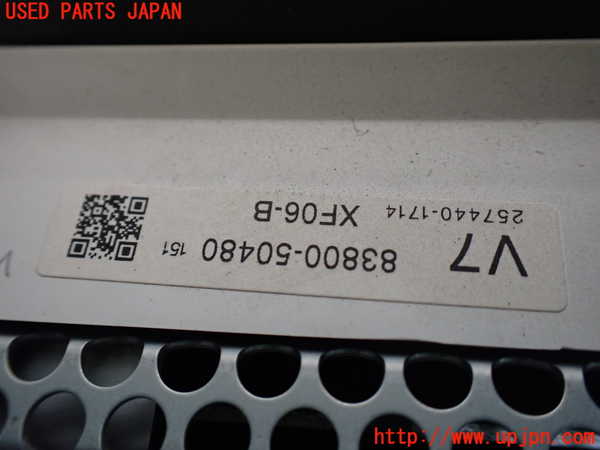 USED PARTS JAPAN
V7
83800-50480 151
257440-1714
XF06-B
http://www.upjpn.com/